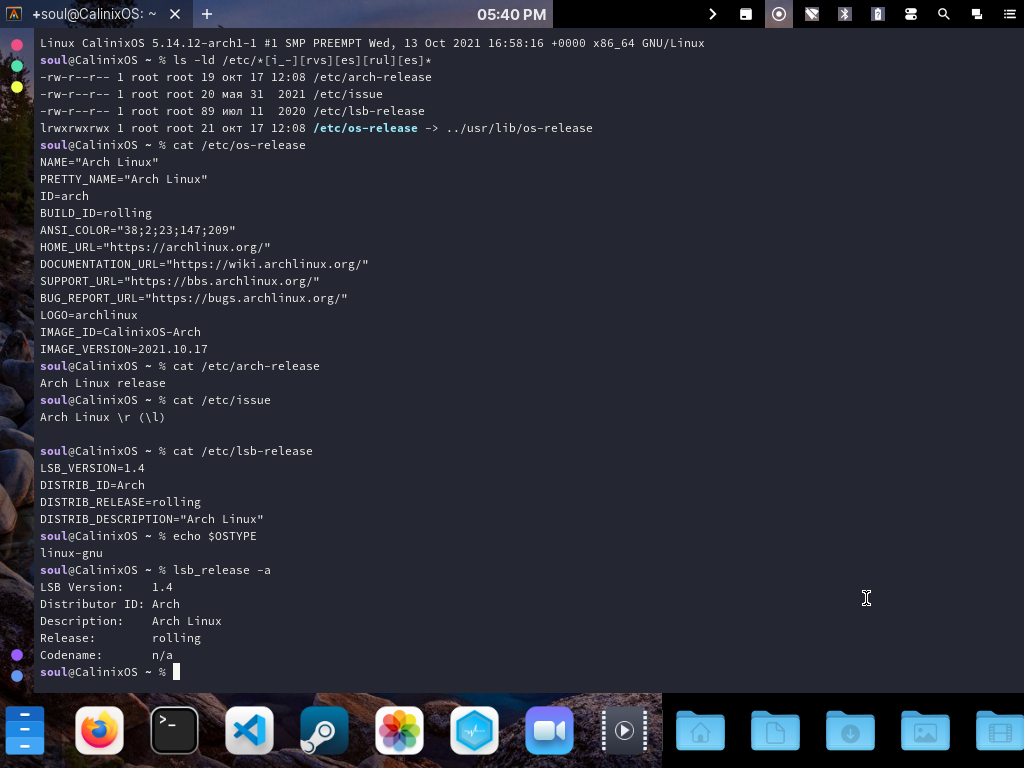 +soul@CalinixOS: ~
05:40 PM
Linux CalinixOS 5.14.12-arch1-1 #1 SMP PREEMPT Wed, 13 Oct 2021 16:58:16 +0000 x86_64 GNU/Linux
soul@CalinixOS ~ % ls -ld /etc/*[i_-][rvs][es][rul][es]*
-rw-r--r-- 1 root root 19 окт 17 12:08 /etc/arch-release
-rw-r--r-- 1 root root 20 мая 31  2021 /etc/issue
-rw-r--r-- 1 root root 89 июл 11  2020 /etc/lsb-release
lrwxrwxrwx 1 root root 21 окт 17 12:08 /etc/os-release -> ../usr/lib/os-release
soul@CalinixOS ~ % cat /etc/os-release
NAME="Arch Linux"
PRETTY_NAME="Arch Linux"
ID=arch
BUILD_ID=rolling
ANSI_COLOR="38;2;23;147;209"
HOME_URL="https://archlinux.org/"
DOCUMENTATION_URL="https://wiki.archlinux.org/"
SUPPORT_URL="https://bbs.archlinux.org/"
BUG_REPORT_URL="https://bugs.archlinux.org/"
LOGO=archlinux
IMAGE_ID=CalinixOS-Arch
IMAGE_VERSION=2021.10.17
soul@CalinixOS ~ % cat /etc/arch-release
Arch Linux release
soul@CalinixOS ~ % cat /etc/issue
Arch Linux \r (\l)
soul@CalinixOS ~ % cat /etc/lsb-release
LSB_VERSION=1.4
DISTRIB_ID=Arch
DISTRIB_RELEASE=rolling
DISTRIB_DESCRIPTION="Arch Linux"
soul@CalinixOS ~ % echo $OSTYPE
linux-gnu
soul@CalinixOS ~ % lsb_release -a
LSB Version:    1.4
Distributor ID: Arch
Description:    Arch Linux
Release:        rolling
Codename:       n/a
soul@CalinixOS ~ %
>_